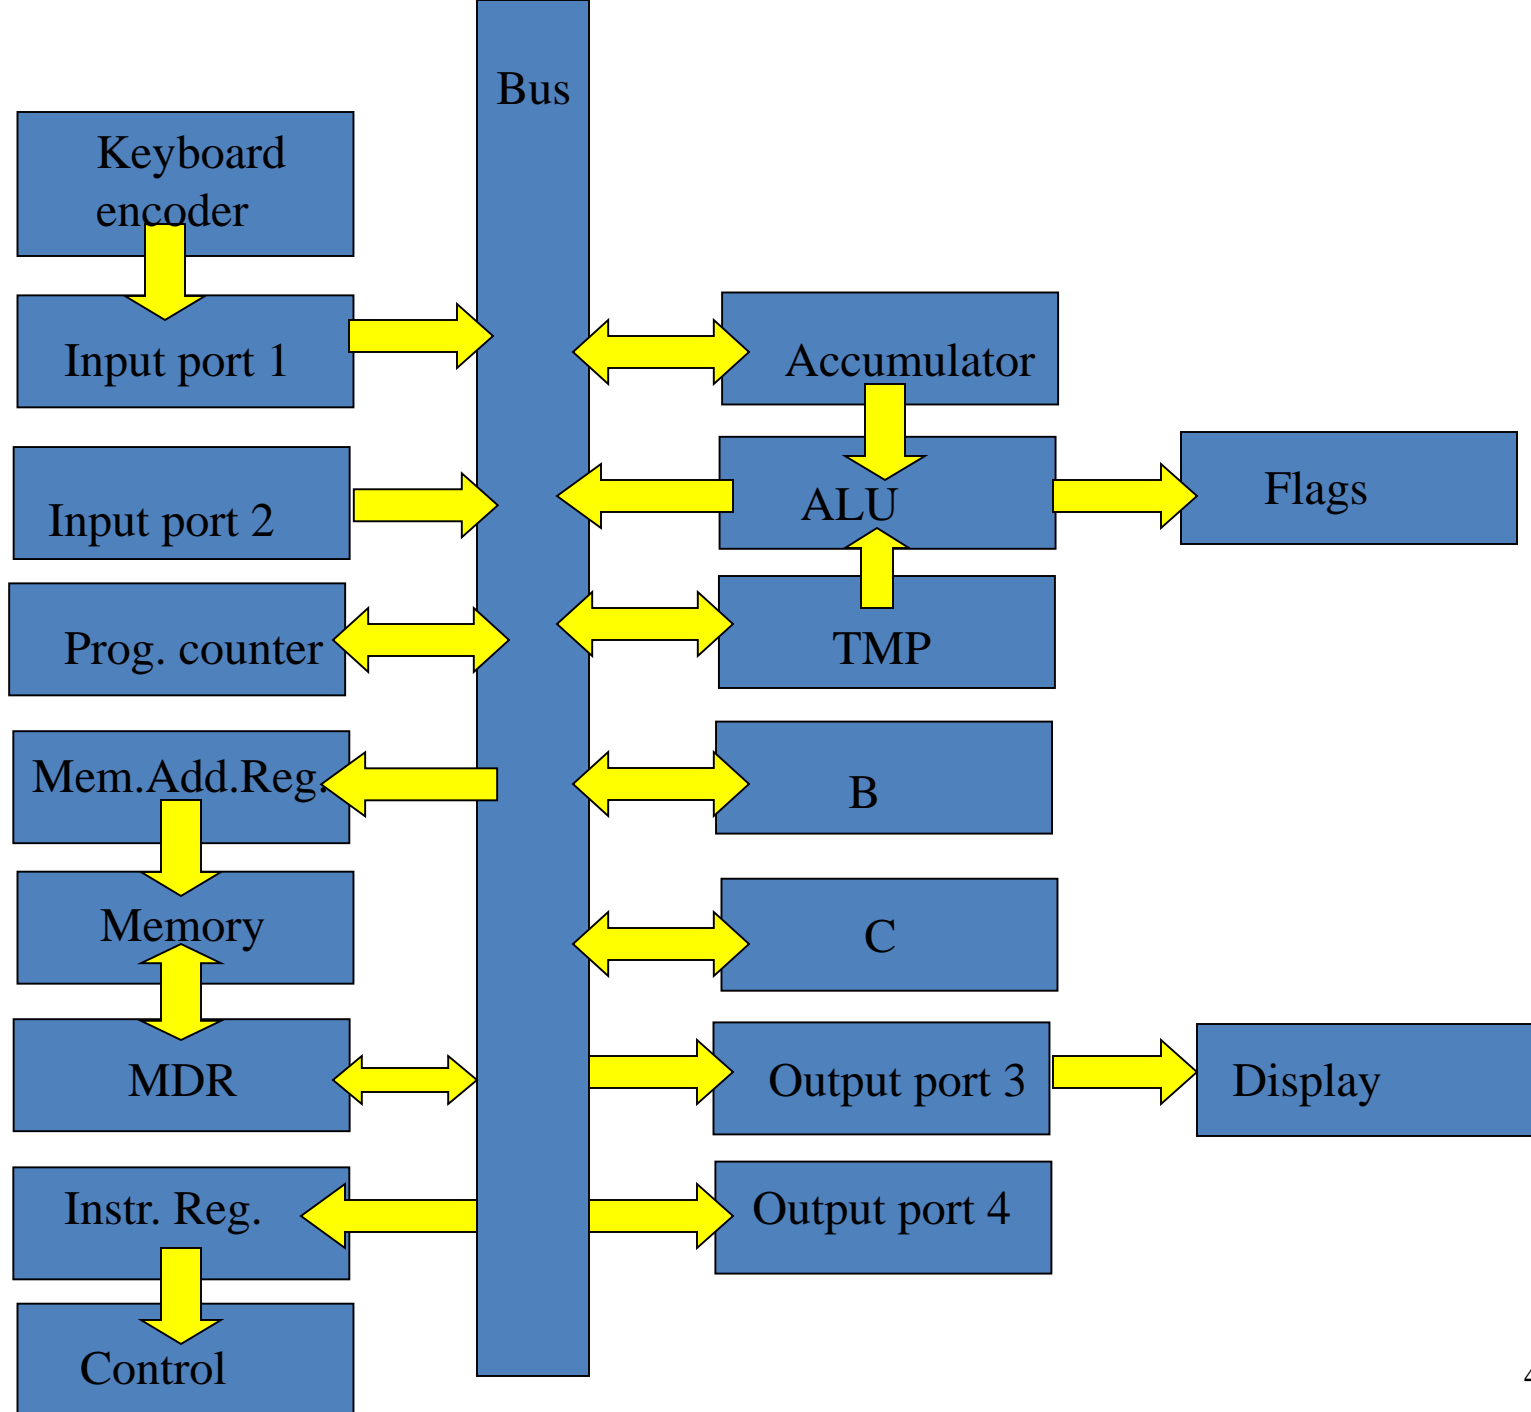 Bus
Keyboard
encoder
Input port 1
Accumulator
Input port 2
ALU
Flags
Prog. counter
TMP
Mem.Add.Reg.
B
Memory
C
MDR
Output port 3
Display
Instr. Reg.
Output port 4
Control
4